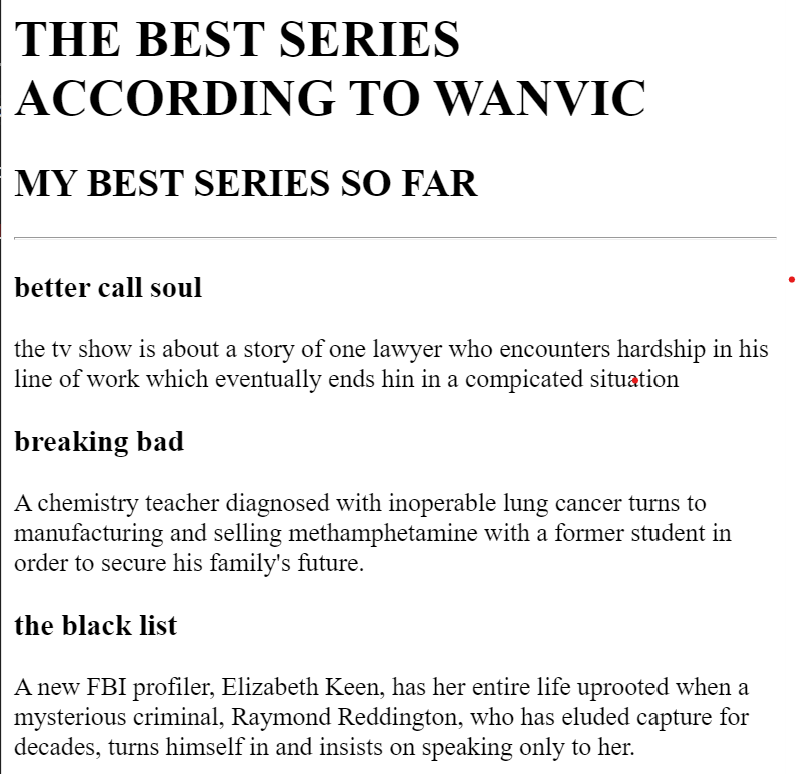 THE BEST SERIES
ACCORDING TO WANVIC
MY BEST SERIES SO FAR
better call soul
the tv show is about a story of one lawyer who encounters hardship in his
line of work which eventually ends hin in a compicated situation
breaking bad
A chemistry teacher diagnosed with inoperable lung cancer turns to
manufacturing and selling methamphetamine with a former student in
order to secure his family's future.
the black list
A new FBI profiler, Elizabeth Keen, has her entire life uprooted when a
mysterious criminal, Raymond Reddington, who has eluded capture for
decades, turns himself in and insists on speaking only to her.